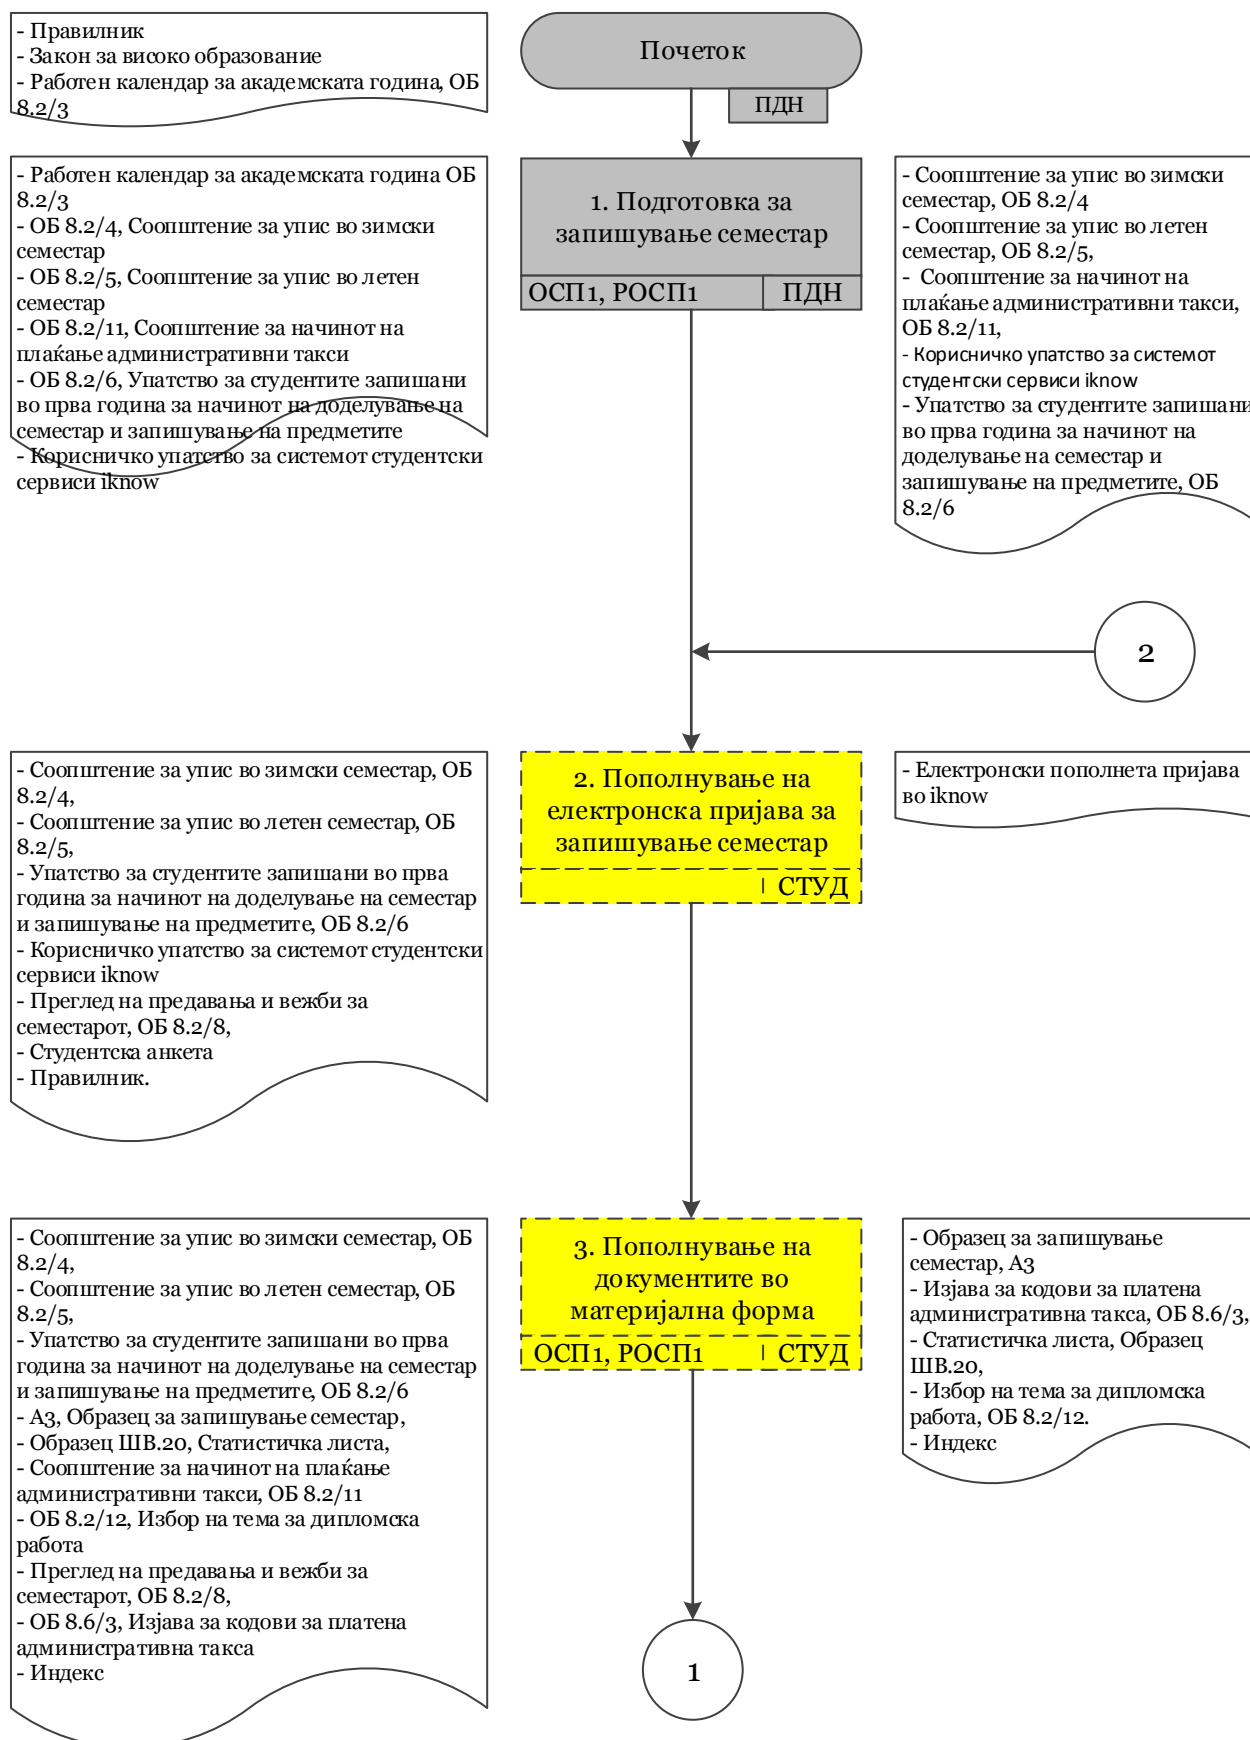 - Правилник
- Закон за високо образование
- Работен календар за академската година, ОБ
8.2/3
Почеток
ПДН
- Работен календар за академската година ОБ
8.2/3
- ОБ 8.2/4, Соопштение за упис во зимски
семестар
- ОБ 8.2/5, Соопштение за упис во летен
семестар
- ОБ 8.2/11, Соопштение за начинот на
плаќање административни такси
- ОБ 8.2/6, Упатство за студентите запишани
во прва година за начинот на доделување на
семестар и запишување на предметите
- Корисничко упатство за системот студентски
сервиси iknow
1. Подготовка за
запишување семестар
ОСП1, РОСП1
ПДН
- Соопштение за упис во зимски
семестар, ОБ 8.2/4
- Соопштение за упис во летен
семестар, ОБ 8.2/5,
- Соопштение за начинот на
плаќање административни такси,
ОБ 8.2/11,
- Корисничко упатство за системот
студентски сервиси iknow
- Упатство за студентите запишани
во прва година за начинот на
доделување на семестар и
запишување на предметите, ОБ
8.2/6
2
- Соопштение за упис во зимски семестар, ОБ
8.2/4,
- Соопштение за упис во летен семестар, ОБ
8.2/5,
- Упатство за студентите запишани во прва
година за начинот на доделување на семестар
и запишување на предметите, ОБ 8.2/6
- Корисничко упатство за системот студентски
сервиси iknow
- Преглед на предавања и вежби за
семестарот, ОБ 8.2/8,
- Студентска анкета
- Правилник.
2. Пополнување на
електронска пријава за
запишување семестар
СТУД
- Електронски пополнета пријава
во iknow
- Соопштение за упис во зимски семестар, ОБ
8.2/4,
- Соопштение за упис во летен семестар, ОБ
8.2/5,
- Упатство за студентите запишани во прва
година за начинот на доделување на семестар
и запишување на предметите, ОБ 8.2/6
- А3, Образец за запишување семестар,
- Образец ШВ.20, Статистичка листа,
- Соопштение за начинот на плаќање
административни такси, ОБ 8.2/11
- ОБ 8.2/12, Избор на тема за дипломска
работа
- Преглед на предавања и вежби за
семестарот, ОБ 8.2/8,
- ОБ 8.6/3, Изјава за кодови за платена
административна такса
- Индекс
3. Пополнување на
документите во
материјална форма
ОСП1, РОСП1
СТУД
- Образец за запишување
семестар, А3
- Изјава за кодови за платена
административна такса, ОБ 8.6/3,
- Статистичка листа, Образец
ШВ.20,
- Избор на тема за дипломска
работа, ОБ 8.2/12.
- Индекс
1